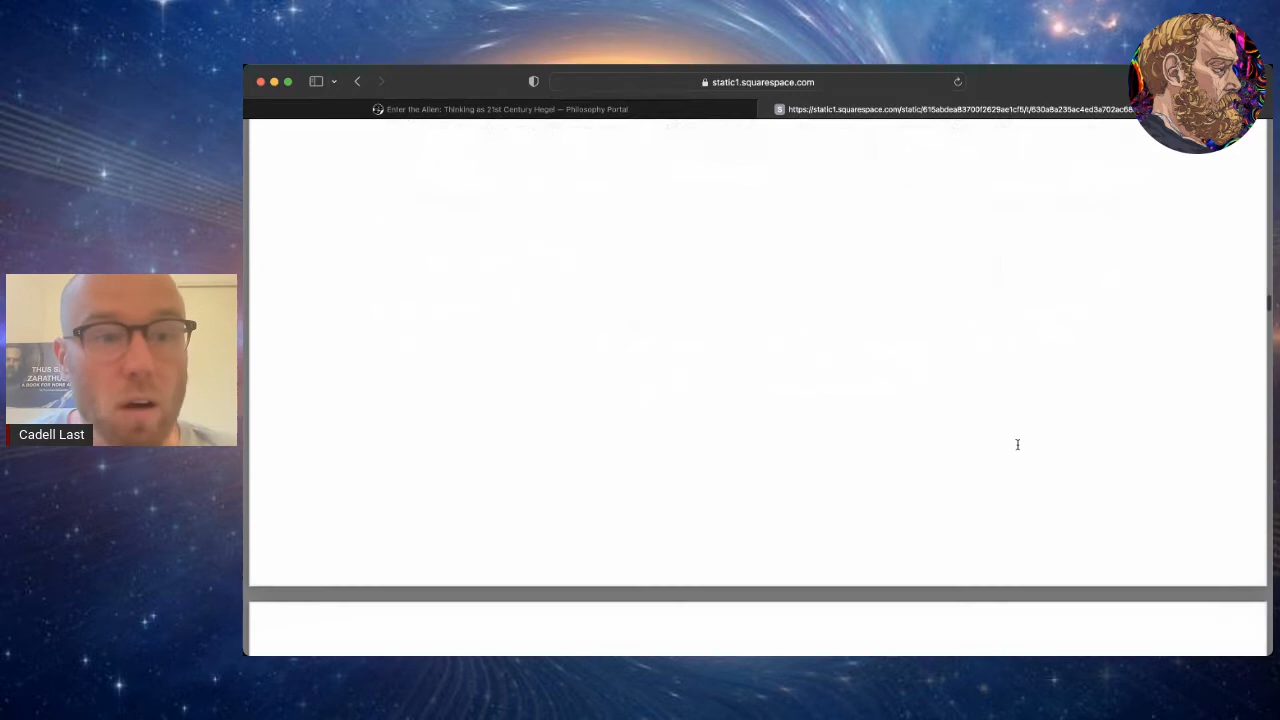 static1.squarespace.com
Enter the Alien: Thinking as 21st Century Hegel — Philosophy Portal
S
THUS S
ZARATHU
A BOOK FOR NONE A
Cadell Last